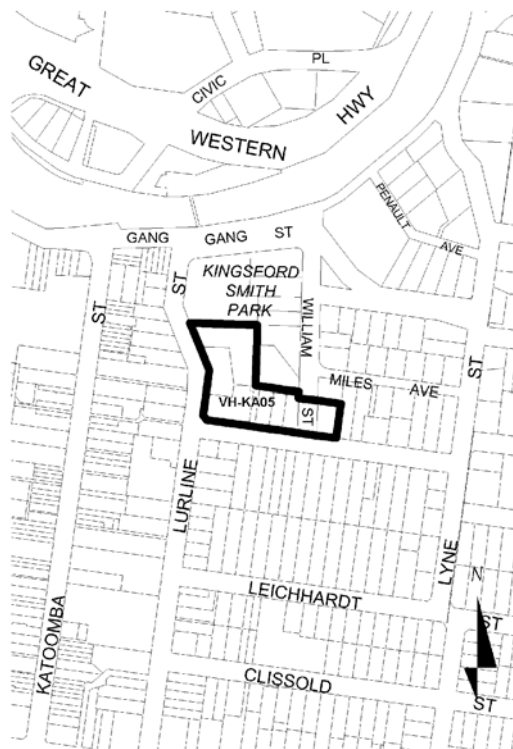 GREAT
WESTERN
HWY
CIVIC
PL
PENAULT
AVE
GANG
GANG
ST
KINGSFORD
SMITH
PARK
ST
ST
WILLIAM
ST
MILES
AVE
ST
VH-KA05
LURLINE
LYNE
KATOOMBA
LEICHHARDT
ST
CLISSOLD
ST
N